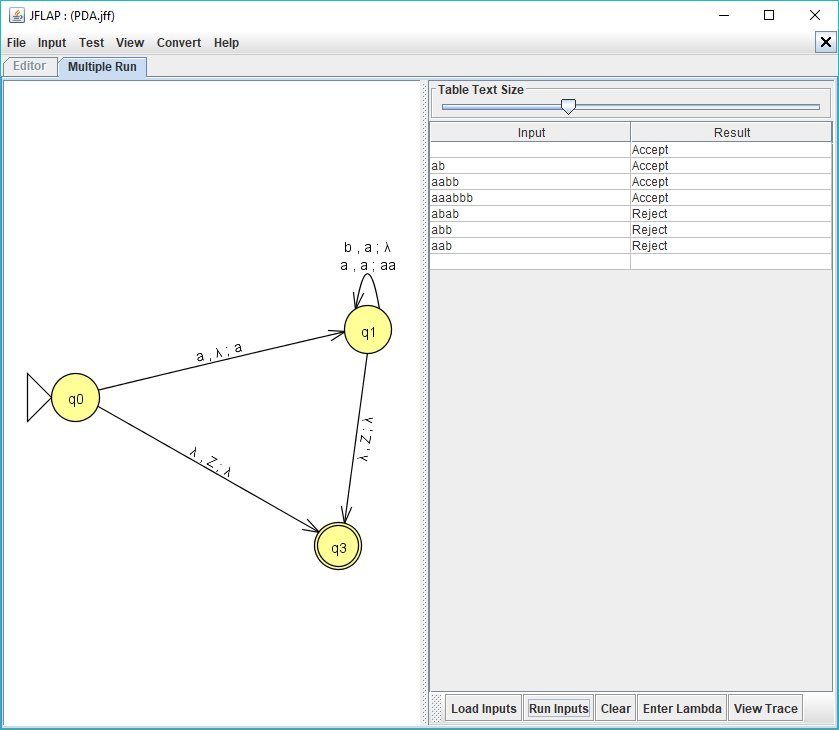 JFLAP : (PDA.jff)
File Input Test View Convert Help
Editor Multiple Run
Table Text Size
Input Result
Accept
ab Accept
aabb Accept
aaabbb Accept
abab Reject
abb Reject
aab Reject
b , a ; λ
a , a ; aa
q1
a , λ ; a
q0
λ , Z ; λ
λ , Z ; λ
q3
Load Inputs Run Inputs Clear Enter Lambda View Trace